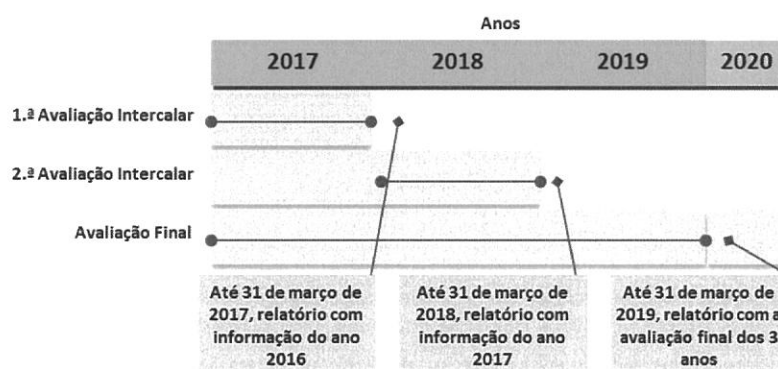 Anos
2017 2018 2019 2020
1.ª Avaliação Intercalar
2.ª Avaliação Intercalar
Avaliação Final
Até 31 de março de
2017, relatório com
informação do ano
2016
Até 31 de março de
2018, relatório com
informação do ano
2017
Até 31 de março de
2019, relatório com a
avaliação final dos 3
anos